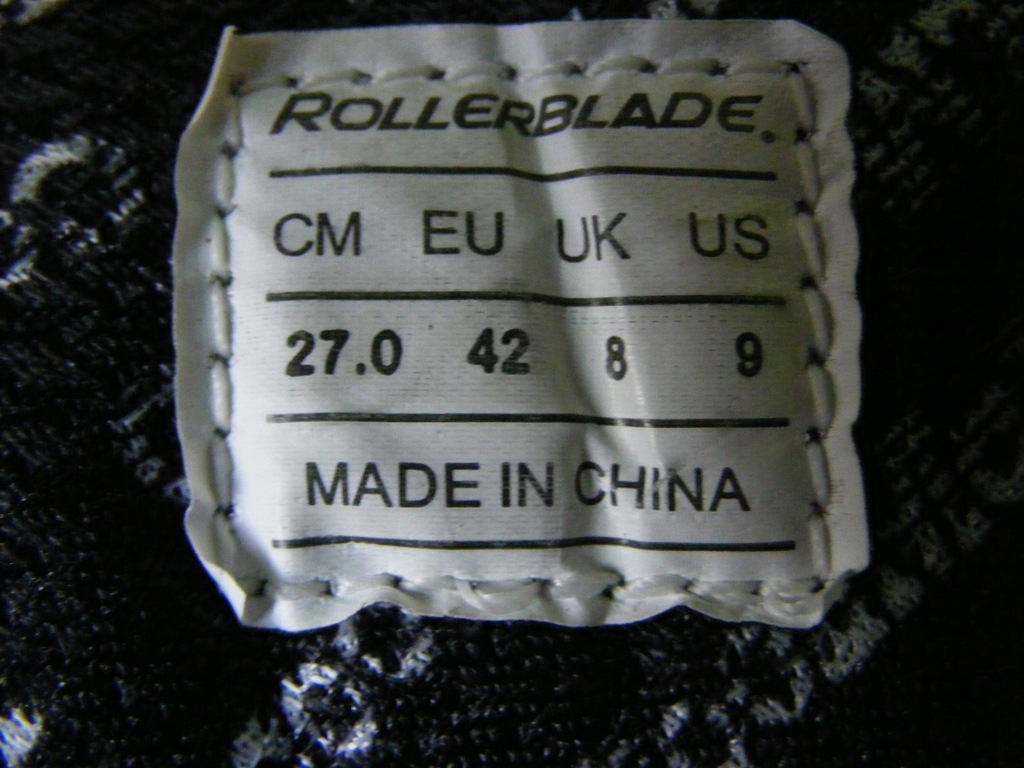 ROLLERBLADE.
CM EU UK US
27.0 42 8 9
MADE IN CHINA